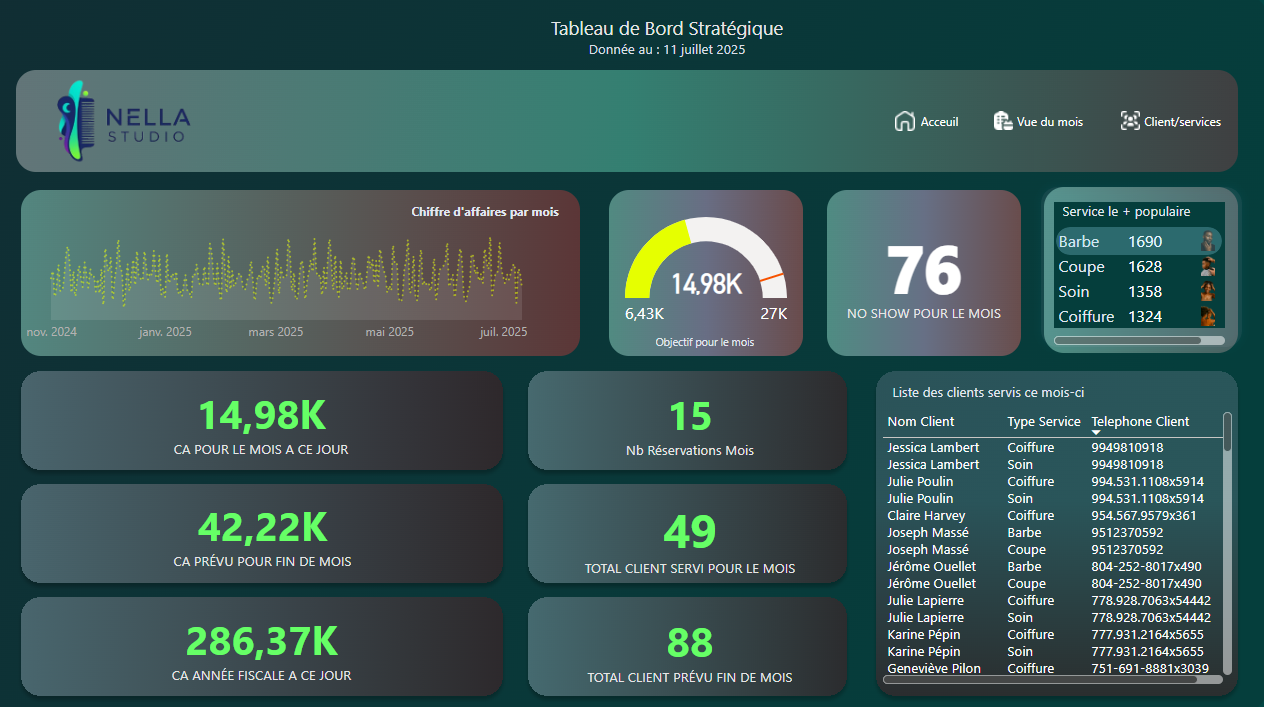 Tableau de Bord Stratégique
Donnée au : 11 juillet 2025
NELLA
STUDIO
Acceuil
Vue du mois
Client/services
Chiffre d'affaires par mois
nov. 2024 janv. 2025 mars 2025 mai 2025 juil. 2025
14,98K
6,43K 27K
Objectif pour le mois
76
NO SHOW POUR LE MOIS
Service le + populaire
Barbe 1690
Coupe 1628
Soin 1358
Coiffure 1324
14,98K
CA POUR LE MOIS A CE JOUR
15
Nb Réservations Mois
42,22K
CA PRÉVU POUR FIN DE MOIS
49
TOTAL CLIENT SERVI POUR LE MOIS
286,37K
CA ANNÉE FISCALE A CE JOUR
88
TOTAL CLIENT PRÉVU FIN DE MOIS
Liste des clients servis ce mois-ci
Nom Client Type Service Telephone Client
Jessica Lambert Coiffure 9949810918
Jessica Lambert Soin 9949810918
Julie Poulin Coiffure 994.531.1108x5914
Julie Poulin Soin 994.531.1108x5914
Claire Harvey Coiffure 954.567.9579x361
Joseph Massé Barbe 9512370592
Joseph Massé Coupe 9512370592
Jérôme Ouellet Barbe 804-252-8017x490
Jérôme Ouellet Coupe 804-252-8017x490
Julie Lapierre Coiffure 778.928.7063x54442
Julie Lapierre Soin 778.928.7063x54442
Karine Pépin Coiffure 777.931.2164x5655
Karine Pépin Soin 777.931.2164x5655
Geneviève Pilon Coiffure 751-691-8881x3039